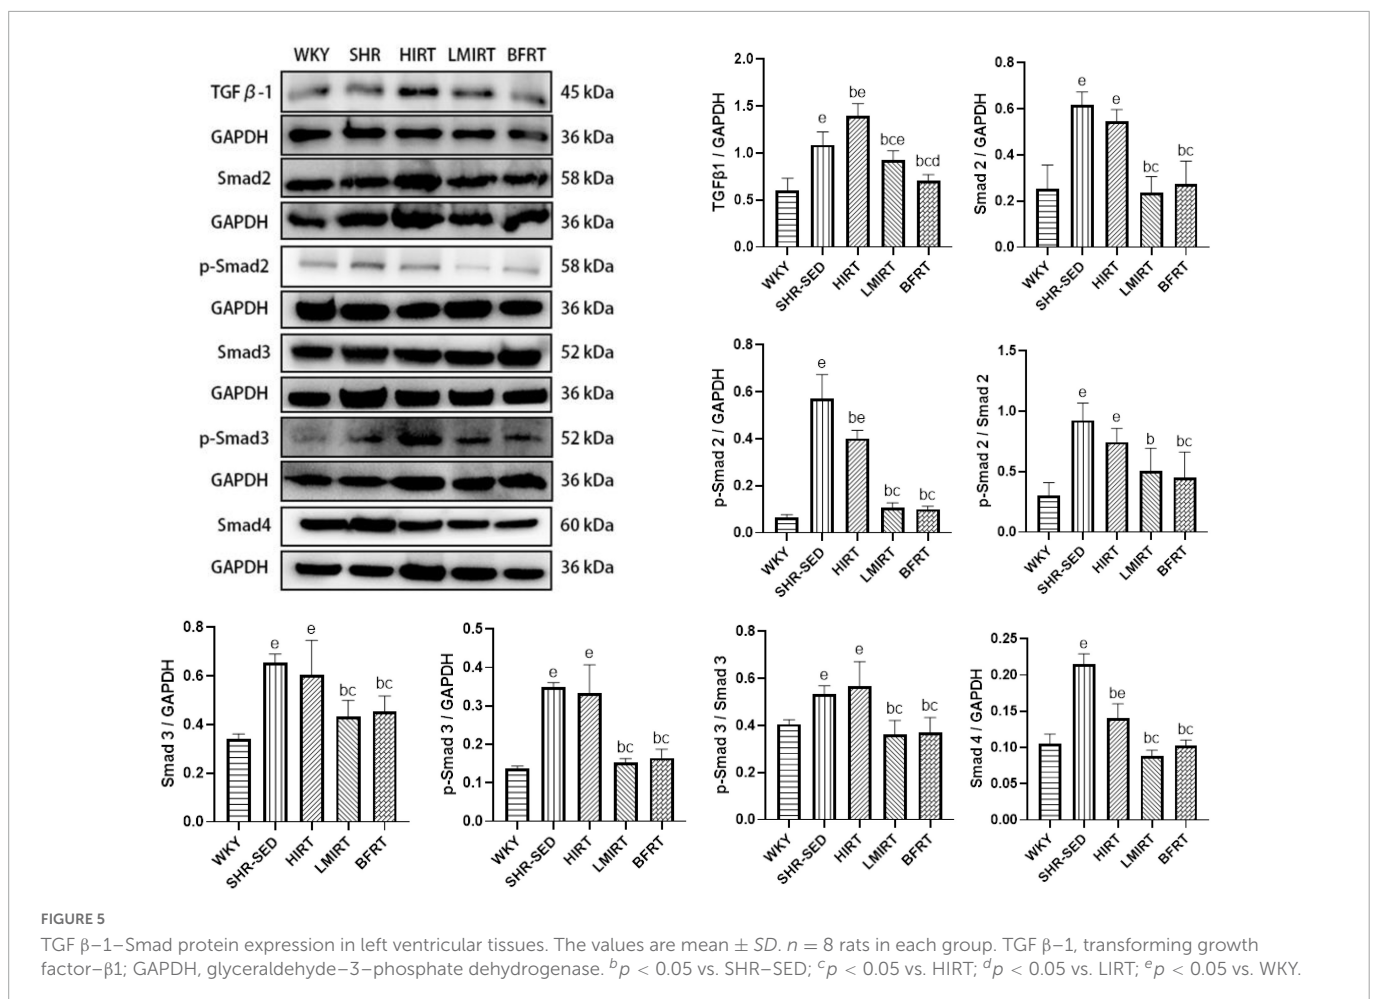 WKY SHR HIRT LMIRT BFRT
TGF β-1 45 kDa
GAPDH 36 kDa
Smad2 58 kDa
GAPDH 36 kDa
p-Smad2 58 kDa
GAPDH 36 kDa
Smad3 52 kDa
GAPDH 36 kDa
p-Smad3 52 kDa
GAPDH 36 kDa
Smad4 60 kDa
GAPDH 36 kDa
TGFβ1 / GAPDH
2.0
1.5
1.0
0.5
0.0
e be bce bcd
WKY SHR-SED HIRT LMIRT BFRT
Smad 2 / GAPDH
0.8
0.6
0.4
0.2
0.0
e e bc bc
WKY SHR-SED HIRT LMIRT BFRT
p-Smad 2 / GAPDH
0.8
0.6
0.4
0.2
0.0
e be bc bc
WKY SHR-SED HIRT LMIRT BFRT
p-Smad 2 / Smad 2
1.5
1.0
0.5
0.0
e e b bc
WKY SHR-SED HIRT LMIRT BFRT
Smad 3 / GAPDH
0.8
0.6
0.4
0.2
0.0
e e bc bc
WKY SHR-SED HIRT LMIRT BFRT
p-Smad 3 / GAPDH
0.5
0.4
0.3
0.2
0.1
0.0
e e bc bc
WKY SHR-SED HIRT LMIRT BFRT
p-Smad 3 / Smad 3
0.8
0.6
0.4
0.2
0.0
e e bc bc
WKY SHR-SED HIRT LMIRT BFRT
Smad 4 / GAPDH
0.25
0.20
0.15
0.10
0.05
0.00
e be bc bc
WKY SHR-SED HIRT LMIRT BFRT
FIGURE 5
TGF β–1–Smad protein expression in left ventricular tissues. The values are mean ± SD. n = 8 rats in each group. TGF β–1, transforming growth
factor–β1; GAPDH, glyceraldehyde–3–phosphate dehydrogenase. ᵇp < 0.05 vs. SHR–SED; ᶜp < 0.05 vs. HIRT; ᵈp < 0.05 vs. LIRT; ᵉp < 0.05 vs. WKY.